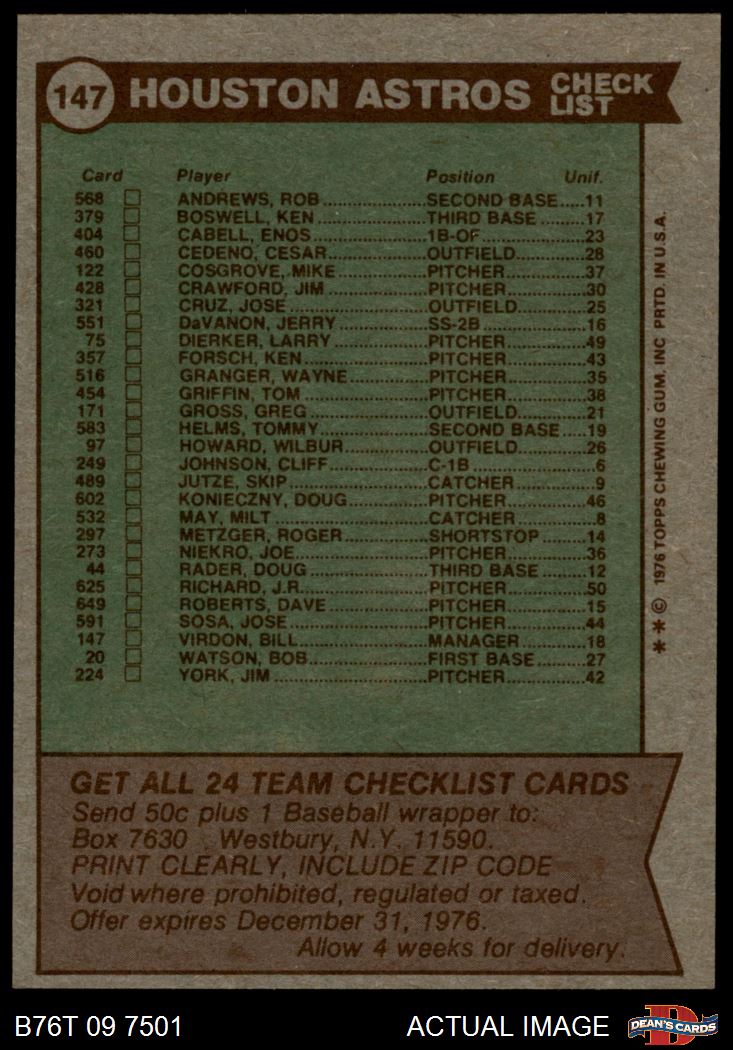 147 HOUSTON ASTROS CHECK LIST
Card Player Position Unif.
568 ANDREWS, ROB SECOND BASE 11
379 BOSWELL, KEN THIRD BASE 17
404 CABELL, ENOS 1B-OF 23
460 CEDENO, CESAR OUTFIELD 28
122 COSGROVE, MIKE PITCHER 37
428 CRAWFORD, JIM PITCHER 30
321 CRUZ, JOSE OUTFIELD 25
551 DaVANON, JERRY SS-2B 16
75 DIERKER, LARRY PITCHER 49
357 FORSCH, KEN PITCHER 43
516 GRANGER, WAYNE PITCHER 35
454 GRIFFIN, TOM PITCHER 38
171 GROSS, GREG OUTFIELD 21
583 HELMS, TOMMY SECOND BASE 19
97 HOWARD, WILBUR OUTFIELD 26
249 JOHNSON, CLIFF C-1B 6
489 JUTZE, SKIP CATCHER 9
602 KONIECZNY, DOUG PITCHER 46
532 MAY, MILT CATCHER 8
297 METZGER, ROGER SHORTSTOP 14
273 NIEKRO, JOE PITCHER 36
44 RADER, DOUG THIRD BASE 12
625 RICHARD, J.R. PITCHER 50
649 ROBERTS, DAVE PITCHER 15
591 SOSA, JOSE PITCHER 44
147 VIRDON, BILL MANAGER 18
20 WATSON, BOB FIRST BASE 27
224 YORK, JIM PITCHER 42
* * © 1976 TOPPS CHEWING GUM, INC PRTD. IN U.S.A.
GET ALL 24 TEAM CHECKLIST CARDS
Send 50c plus 1 Baseball wrapper to:
Box 7630 Westbury, N.Y. 11590.
PRINT CLEARLY, INCLUDE ZIP CODE
Void where prohibited, regulated or taxed.
Offer expires December 31, 1976.
Allow 4 weeks for delivery.
B76T 09 7501 ACTUAL IMAGE D DEAN'S CARDS